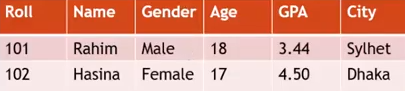 Roll Name Gender Age GPA City
101 Rahim Male 18 3.44 Sylhet
102 Hasina Female 17 4.50 Dhaka